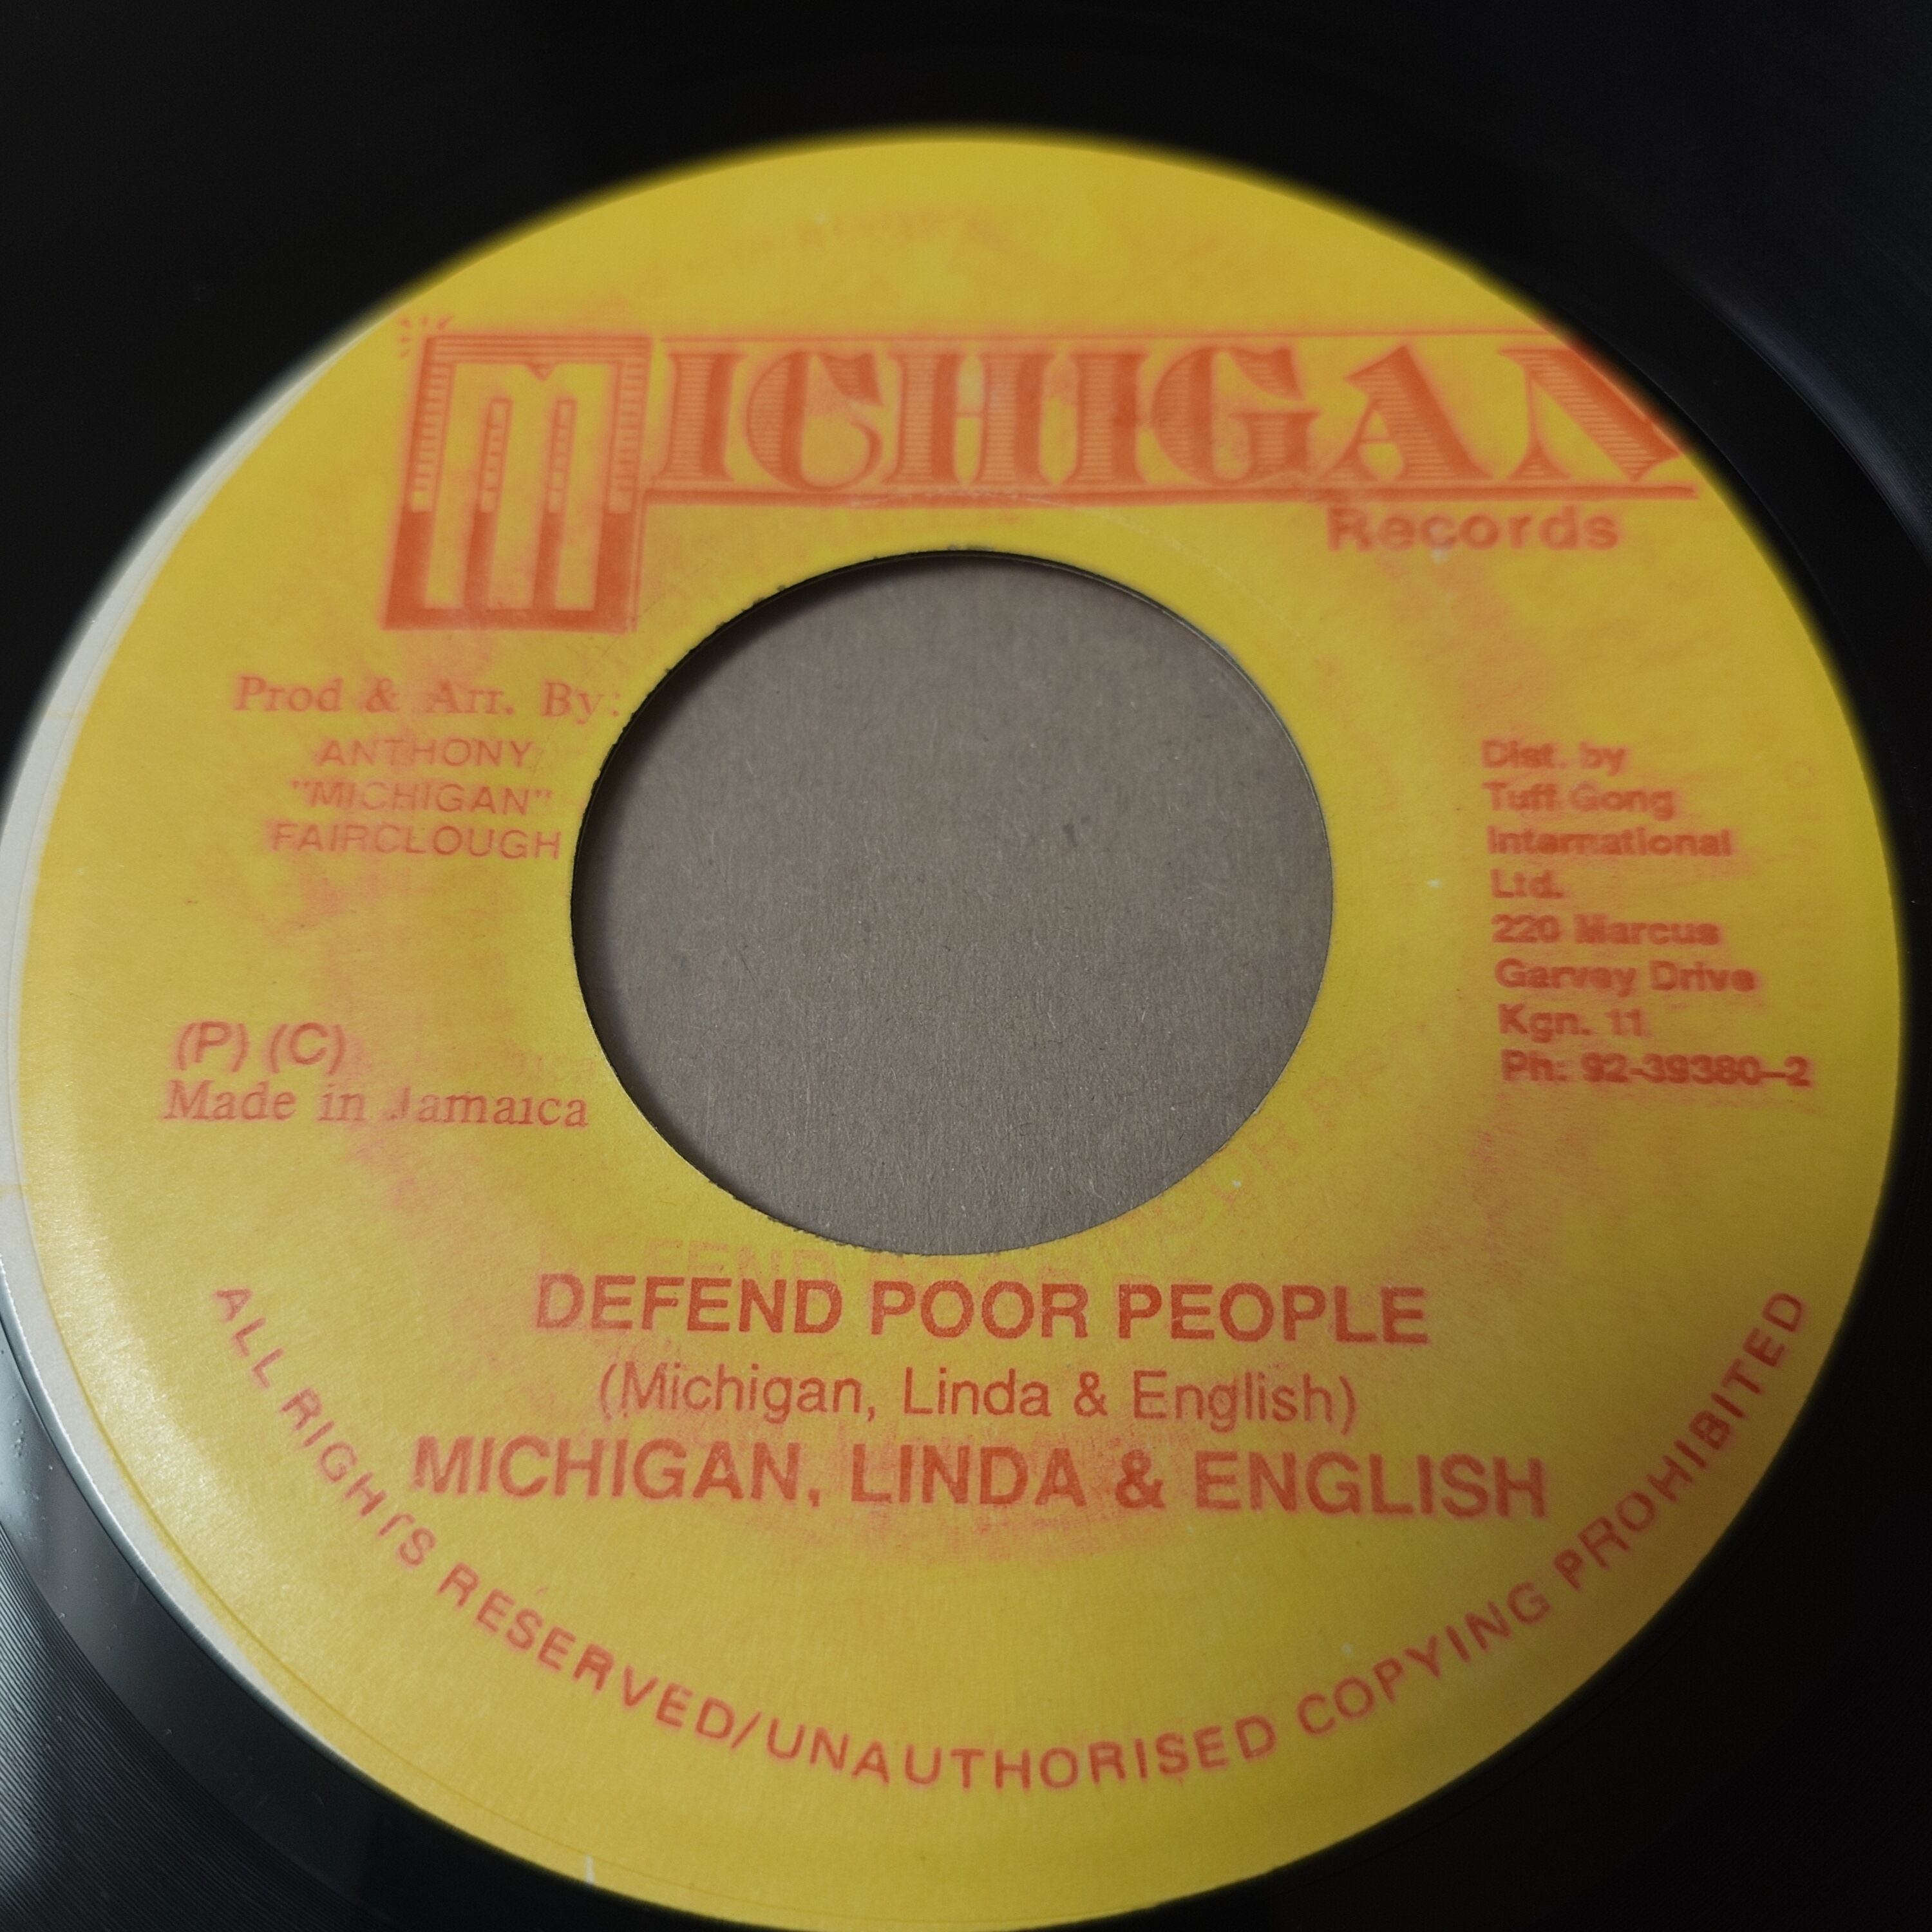 MICHIGAN
Records
Prod & Arr. By:
ANTHONY
"MICHIGAN"
FAIRCLOUGH
(P) (C)
Made in Jamaica
Dist. by
Tuff Gong
International
Ltd.
220 Marcus
Garvey Drive
Kgn. 11
Ph: 92-39380-2
DEFEND POOR PEOPLE
(Michigan, Linda & English)
MICHIGAN, LINDA & ENGLISH
ALL RIGHTS RESERVED/UNAUTHORISED COPYING PROHIBITED